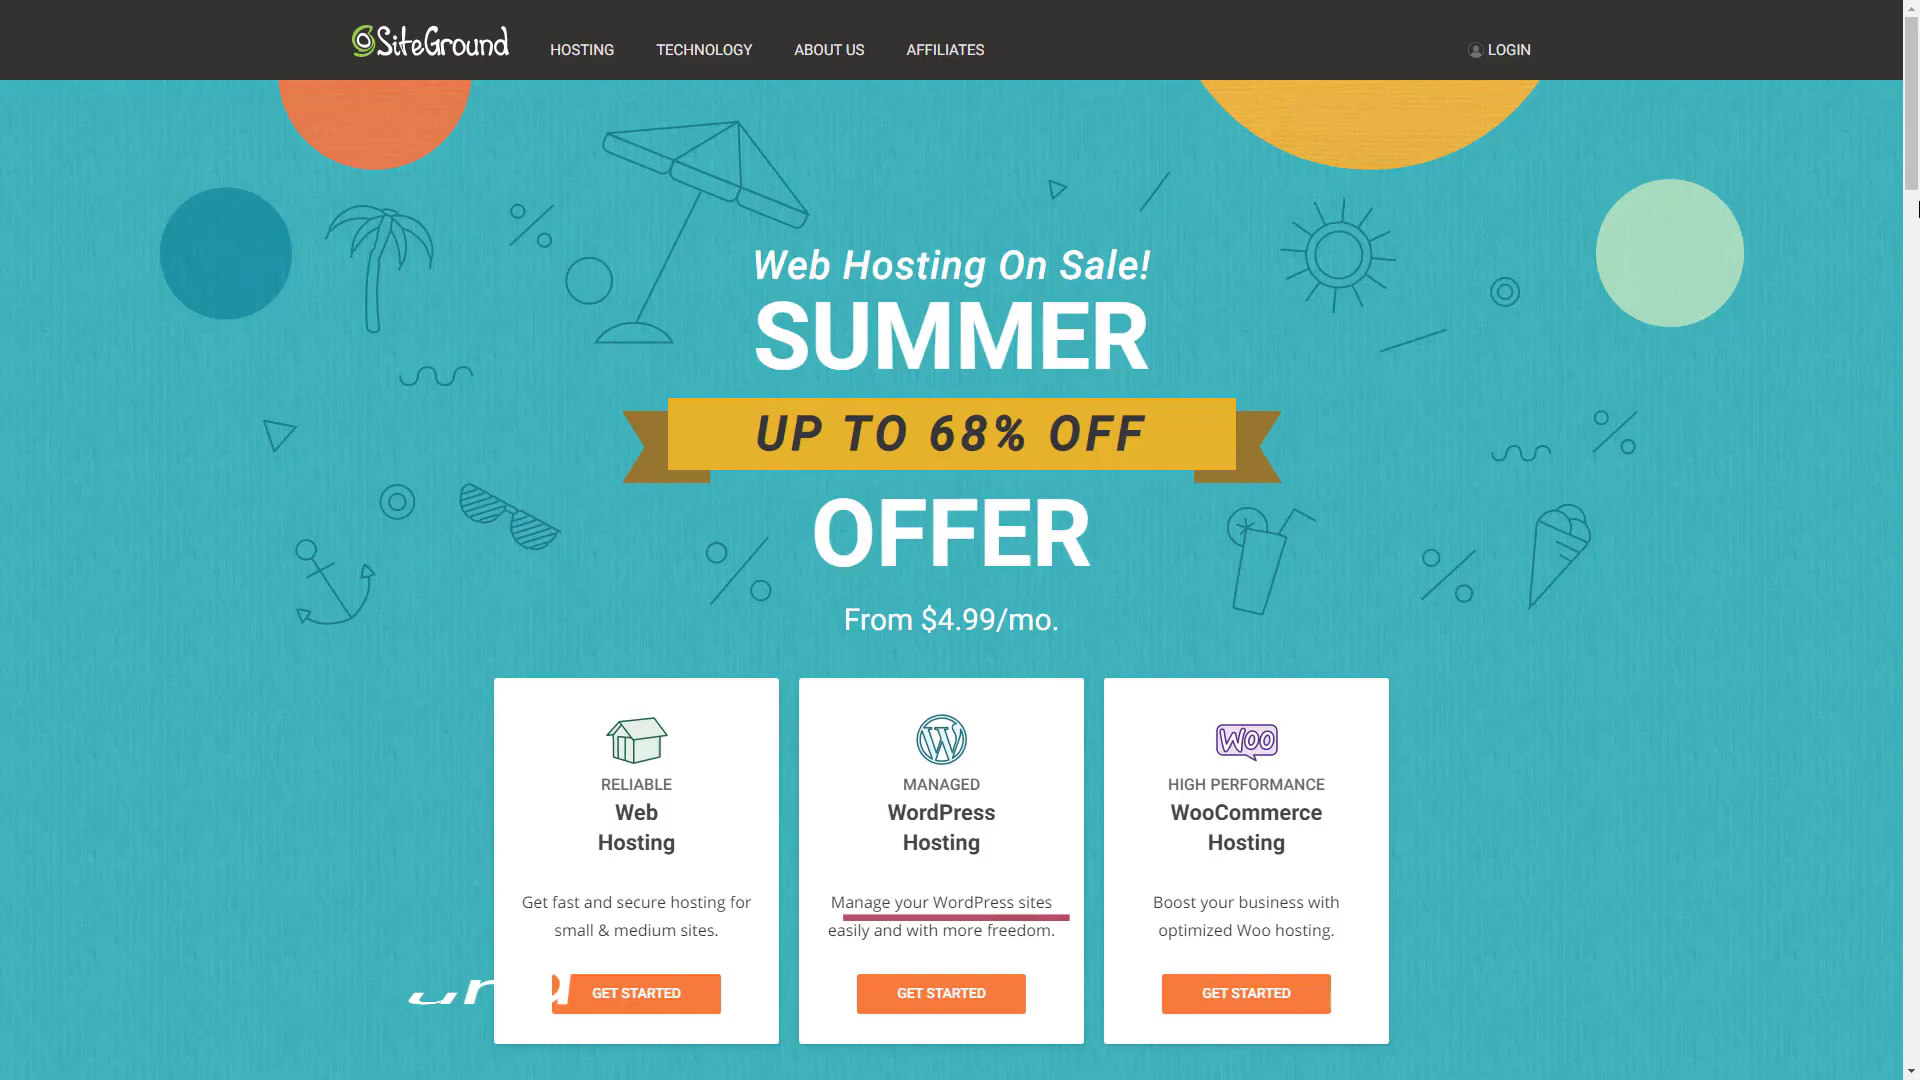 SiteGround
HOSTING
TECHNOLOGY
ABOUT US
AFFILIATES
LOGIN
Web Hosting On Sale!
SUMMER
UP TO 68% OFF
OFFER
From $4.99/mo.
RELIABLE
Web
Hosting
Get fast and secure hosting for
small & medium sites.
GET STARTED
WOO
MANAGED
WordPress
Hosting
Manage your WordPress sites
easily and with more freedom.
GET STARTED
HIGH PERFORMANCE
WooCommerce
Hosting
Boost your business with
optimized Woo hosting.
GET STARTED